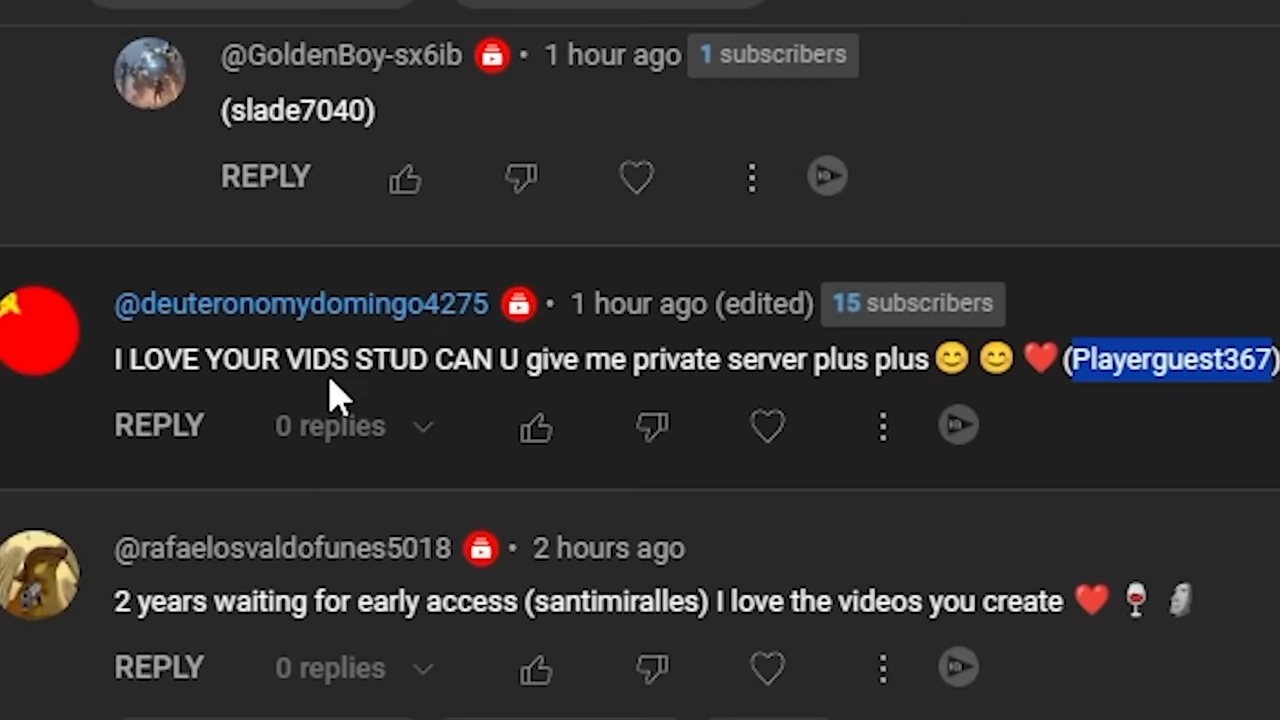 @GoldenBoy-sx6ib • 1 hour ago 1 subscribers
(slade7040)
REPLY
@deuteronomydomingo4275 • 1 hour ago (edited) 15 subscribers
I LOVE YOUR VIDS STUD CAN U give me private server plus plus 😊 😊 ❤️ (Playerguest367)
REPLY 0 replies
@rafaelosvaldofunes5018 • 2 hours ago
2 years waiting for early access (santimiralles) I love the videos you create ❤️ 🍷 🗿
REPLY 0 replies